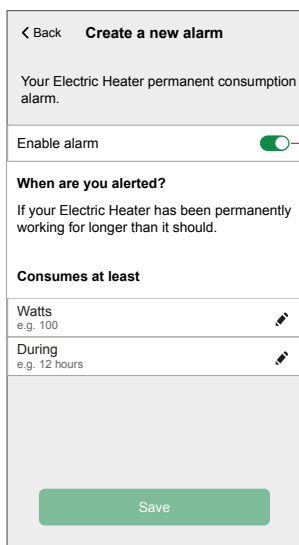 Back Create a new alarm
Your Electric Heater permanent consumption
alarm.
Enable alarm
When are you alerted?
If your Electric Heater has been permanently
working for longer than it should.
Consumes at least
Watts
e.g. 100
During
e.g. 12 hours
Save